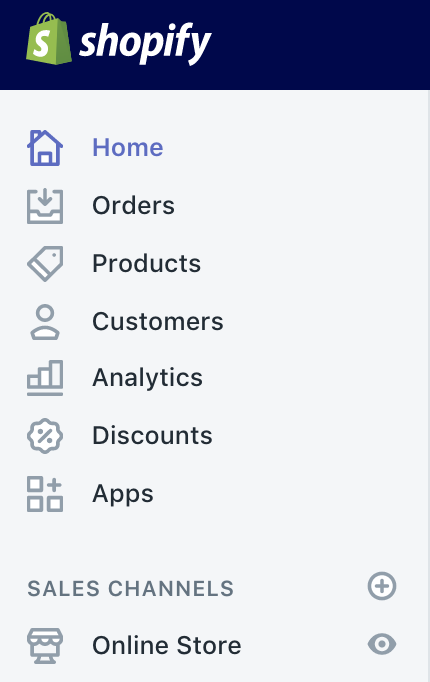 shopify
Home
Orders
Products
Customers
Analytics
Discounts
Apps
SALES CHANNELS
Online Store